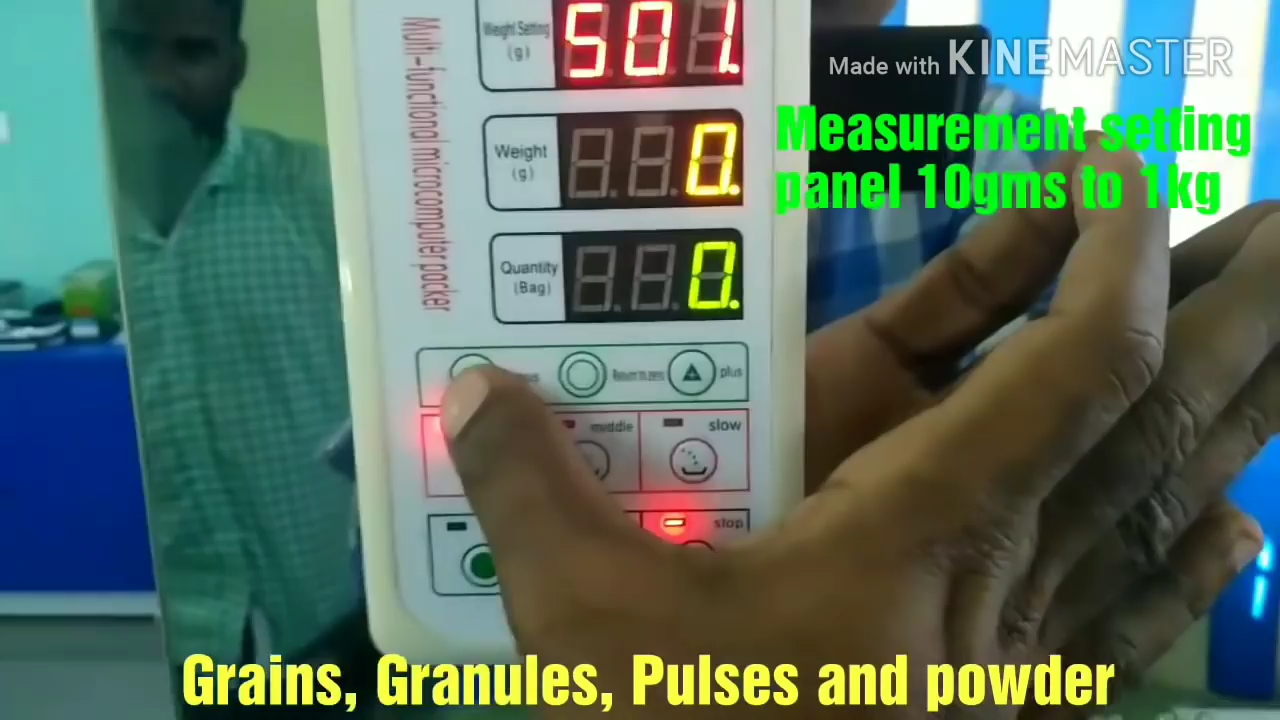 Made with KINEMASTER
Measurement setting
panel 10gms to 1kg
Multi-functional microcomputer packer
Weight Setting
(g)
501.
Weight
(g)
0.
Quantity
(Bag)
0.
Return to zero
plus
middle
slow
stop
Grains, Granules, Pulses and powder